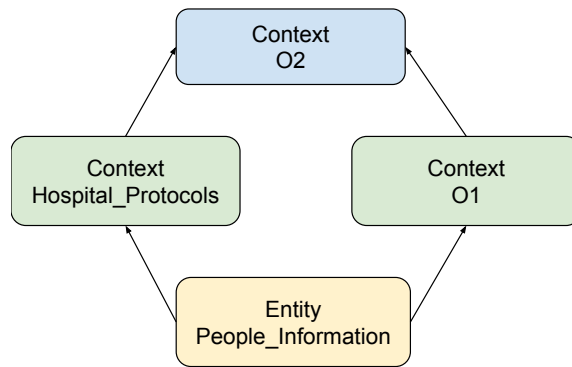 Context
O2
Context
Hospital_Protocols
Context
O1
Entity
People_Information